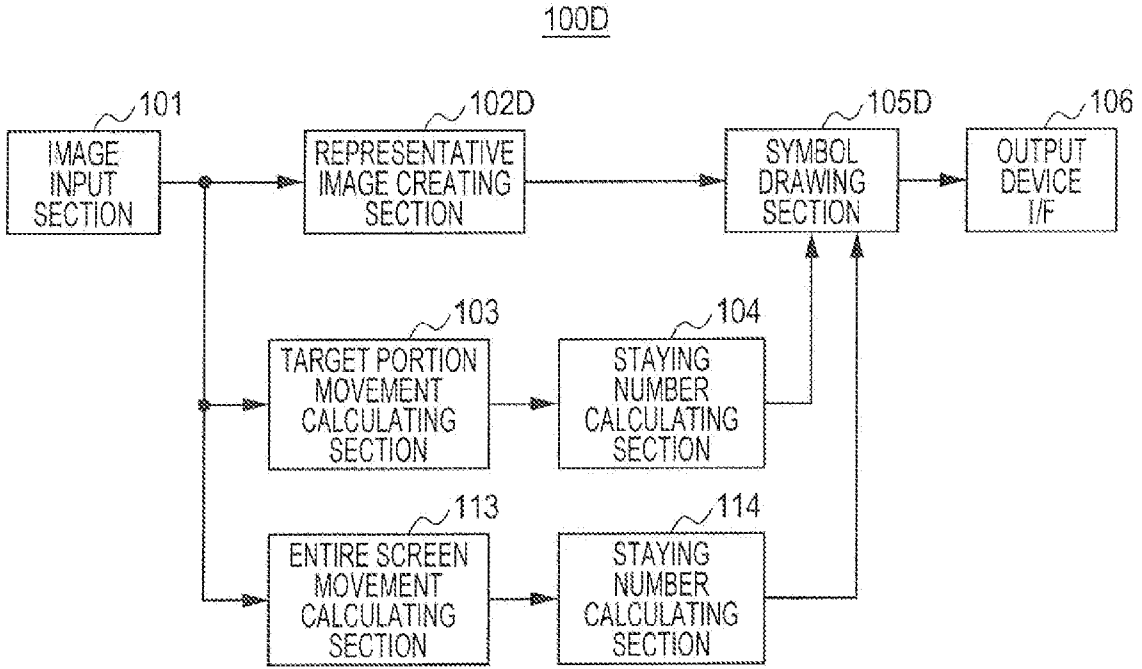 100D
101
IMAGE
INPUT
SECTION
102D
REPRESENTATIVE
IMAGE CREATING
SECTION
105D
SYMBOL
DRAWING
SECTION
106
OUTPUT
DEVICE
I/F
103
TARGET PORTION
MOVEMENT
CALCULATING
SECTION
104
STAYING
NUMBER
CALCULATING
SECTION
113
ENTIRE SCREEN
MOVEMENT
CALCULATING
SECTION
114
STAYING
NUMBER
CALCULATING
SECTION